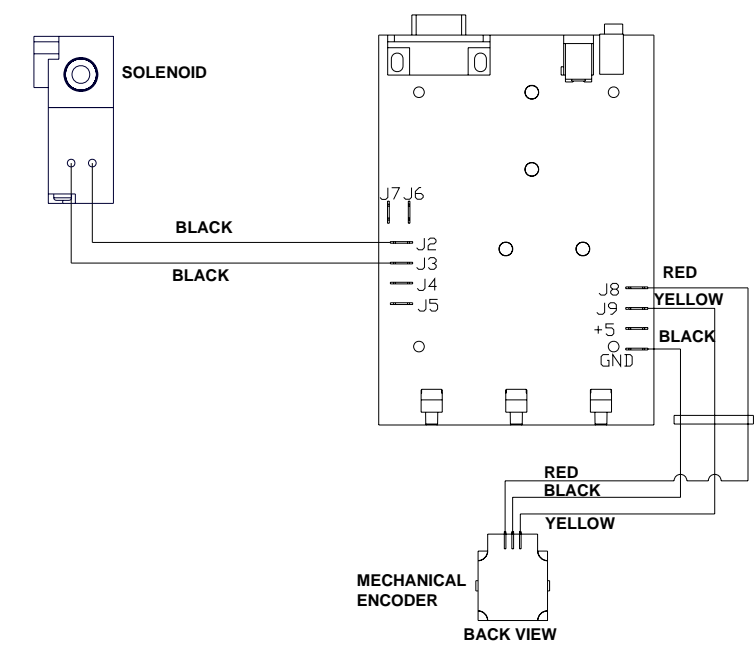 SOLENOID
J7 J6
BLACK
J2
J3
BLACK
J4
J5
RED
J8
YELLOW
J9
+5
BLACK
GND
RED
BLACK
YELLOW
MECHANICAL
ENCODER
BACK VIEW